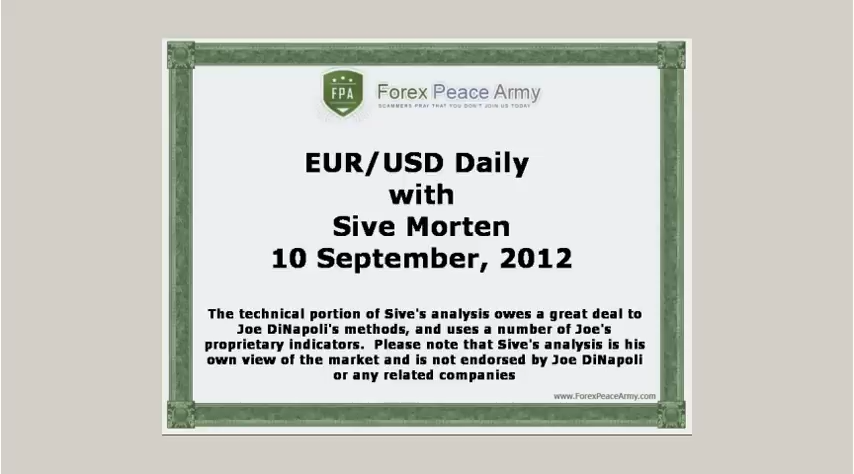 FPA
Forex Peace Army
SCAMMERS PRAY THAT YOU DON'T JOIN US TODAY
EUR/USD Daily
with
Sive Morten
10 September, 2012
The technical portion of Sive's analysis owes a great deal to
Joe DiNapoli's methods, and uses a number of Joe's
proprietary indicators.  Please note that Sive's analysis is his
own view of the market and is not endorsed by Joe DiNapoli
or any related companies
www.ForexPeaceArmy.com